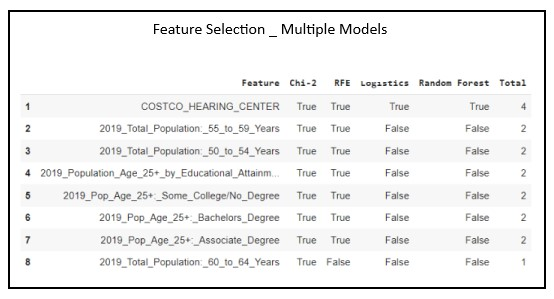 Feature Selection _ Multiple Models
Feature Chi-2 RFE Logistics Random Forest Total
1 COSTCO_HEARING_CENTER True True True True 4
2 2019_Total_Population:_55_to_59_Years True True False False 2
3 2019_Total_Population:_50_to_54_Years True True False False 2
4 2019_Population_Age_25+_by_Educational_Attainm... True True False False 2
5 2019_Pop_Age_25+:_Some_College/No_Degree True True False False 2
6 2019_Pop_Age_25+:_Bachelors_Degree True True False False 2
7 2019_Pop_Age_25+:_Associate_Degree True True False False 2
8 2019_Total_Population:_60_to_64_Years True False False False 1